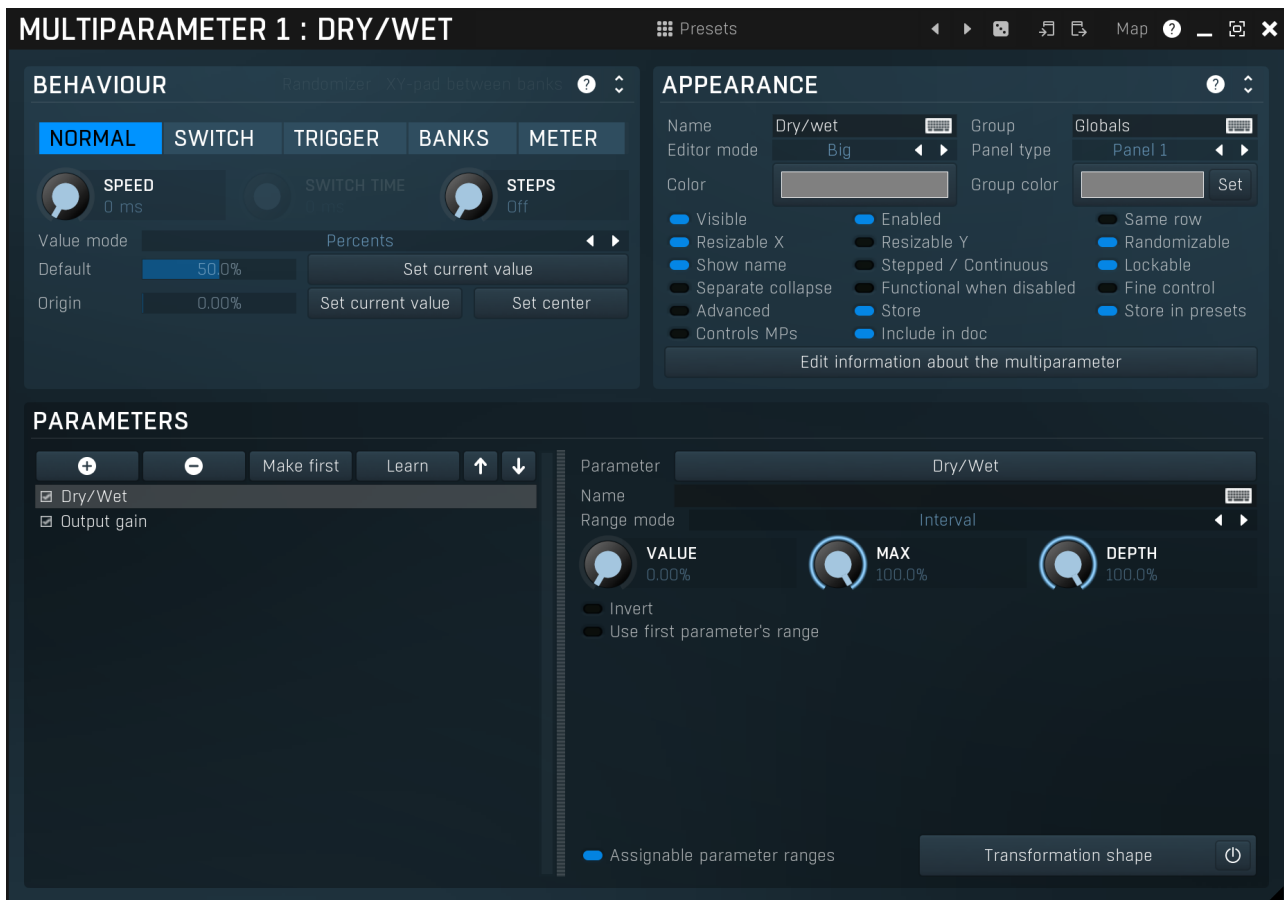 MULTIPARAMETER 1 : DRY/WET
Presets
Map ?
BEHAVIOUR
Randomizer XY-pad between banks ?
NORMAL SWITCH TRIGGER BANKS METER
SPEED
0 ms
SWITCH TIME
STEPS
Off
Value mode Percents
Default 50.0% Set current value
Origin 0.00% Set current value Set center
APPEARANCE ?
Name Dry/wet Group Globals
Editor mode Big Panel type Panel 1
Color Group color Set
Visible Enabled Same row
Resizable X Resizable Y Randomizable
Show name Stepped / Continuous Lockable
Separate collapse Functional when disabled Fine control
Advanced Store Store in presets
Controls MPs Include in doc
Edit information about the multiparameter
PARAMETERS
Make first Learn
Dry/Wet
Output gain
Parameter Dry/Wet
Name
Range mode Interval
VALUE
0.00%
MAX
100.0%
DEPTH
100.0%
Invert
Use first parameter's range
Assignable parameter ranges Transformation shape